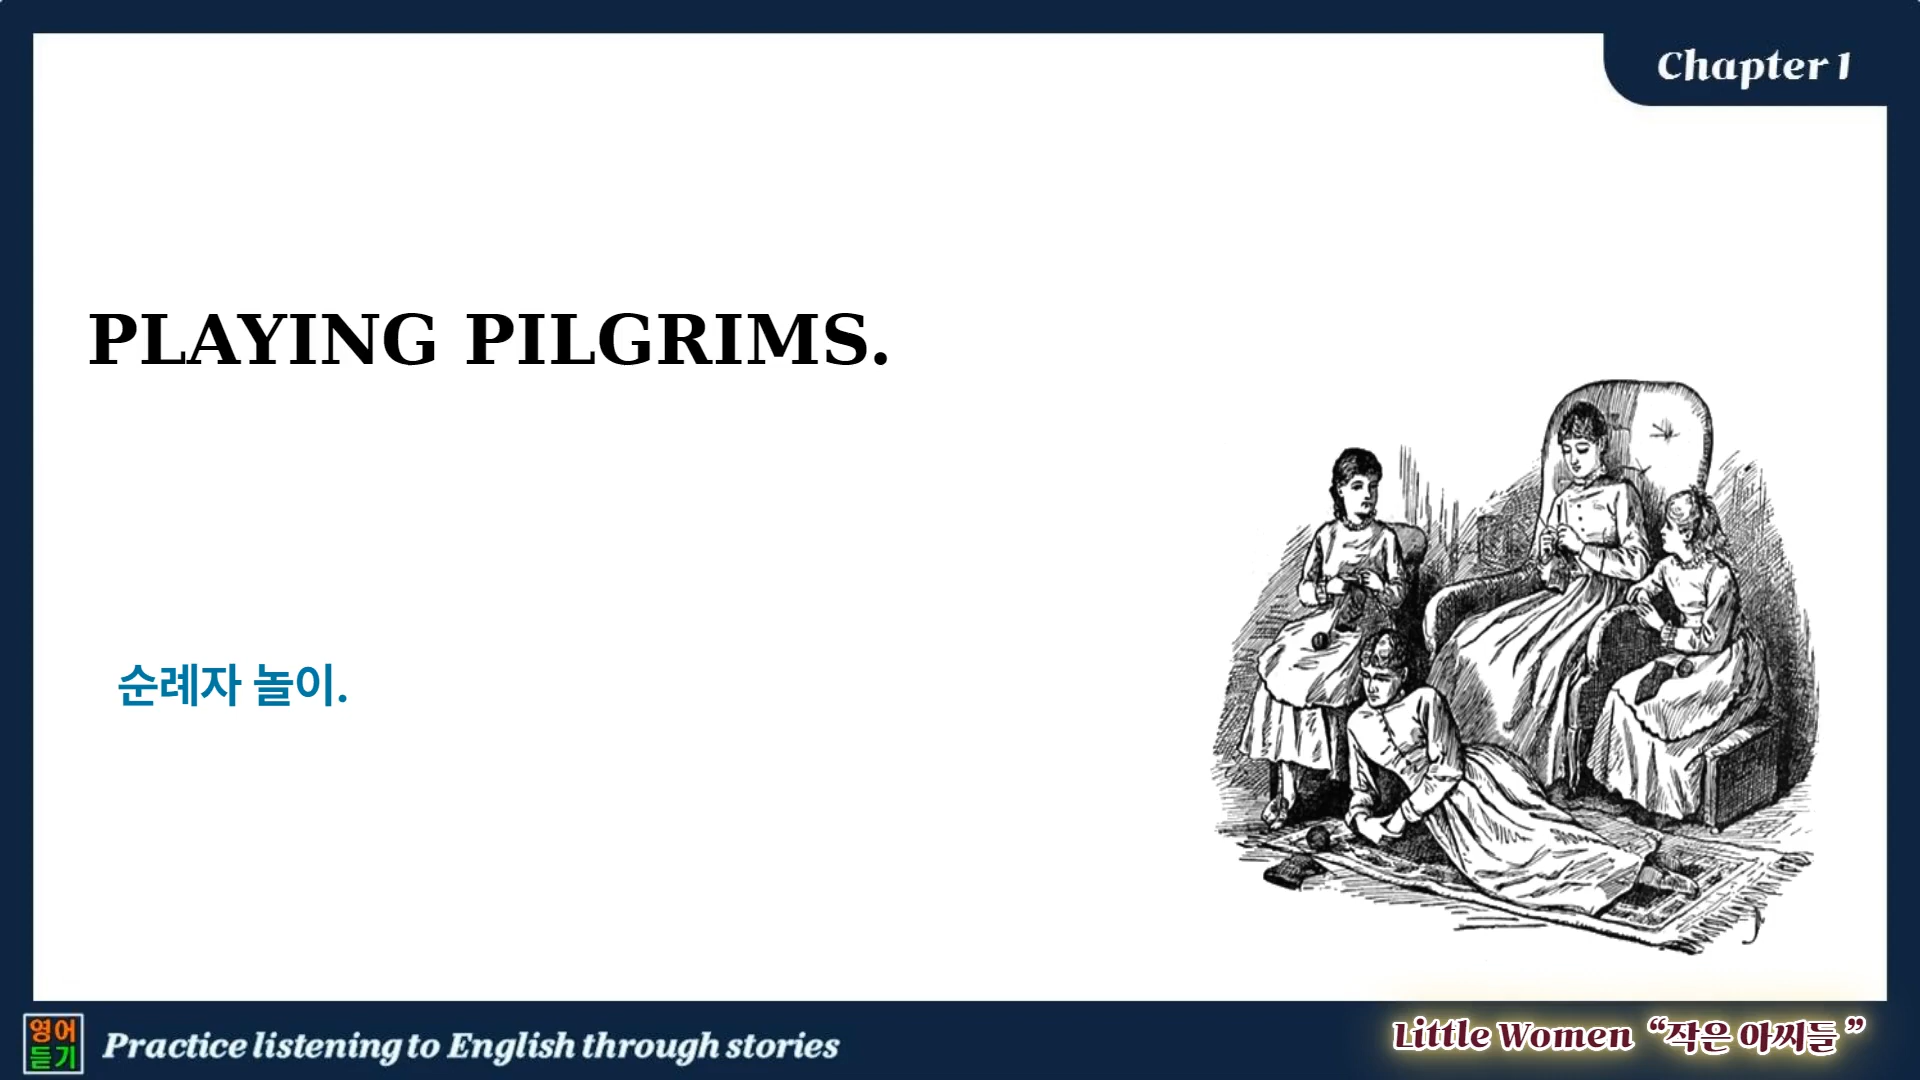 Chapter 1
PLAYING PILGRIMS.
순례자 놀이.
영어
듣기
Practice listening to English through stories
Little Women “작은 아씨들”